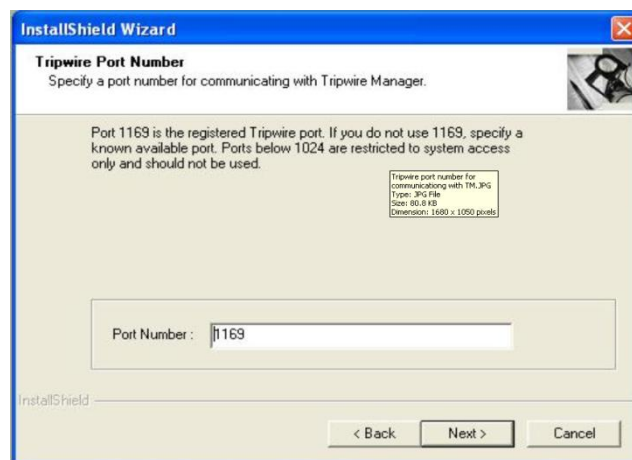 InstallShield Wizard
Tripwire Port Number
Specify a port number for communicating with Tripwire Manager.
Port 1169 is the registered Tripwire port. If you do not use 1169, specify a
known available port. Ports below 1024 are restricted to system access
only and should not be used.
Tripwire port number for
communicationg with TM.JPG
Type: JPG File
Size: 80.8 KB
Dimension: 1680 x 1050 pixels
Port Number : 1169
InstallShield
< Back Next > Cancel